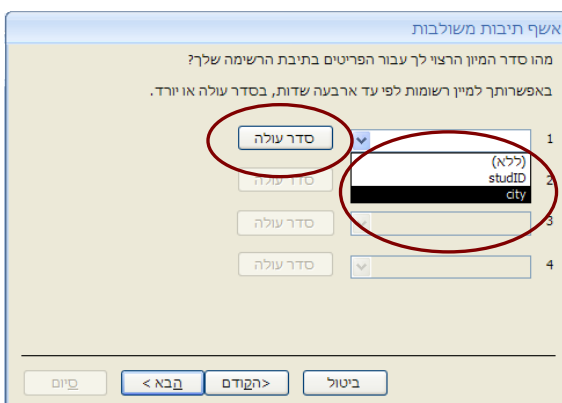 אשף תיבות משולבות
מהו סדר המיון הרצוי לך עבור הפריטים בתיבת הרשימה שלך?
באפשרותך למיין רשומות לפי עד ארבעה שדות, בסדר עולה או יורד.
1 סדר עולה
(ללא)
studID
city
2 סדר עולה
3 סדר עולה
4 סדר עולה
ביטול <הקודם הבא > סיום